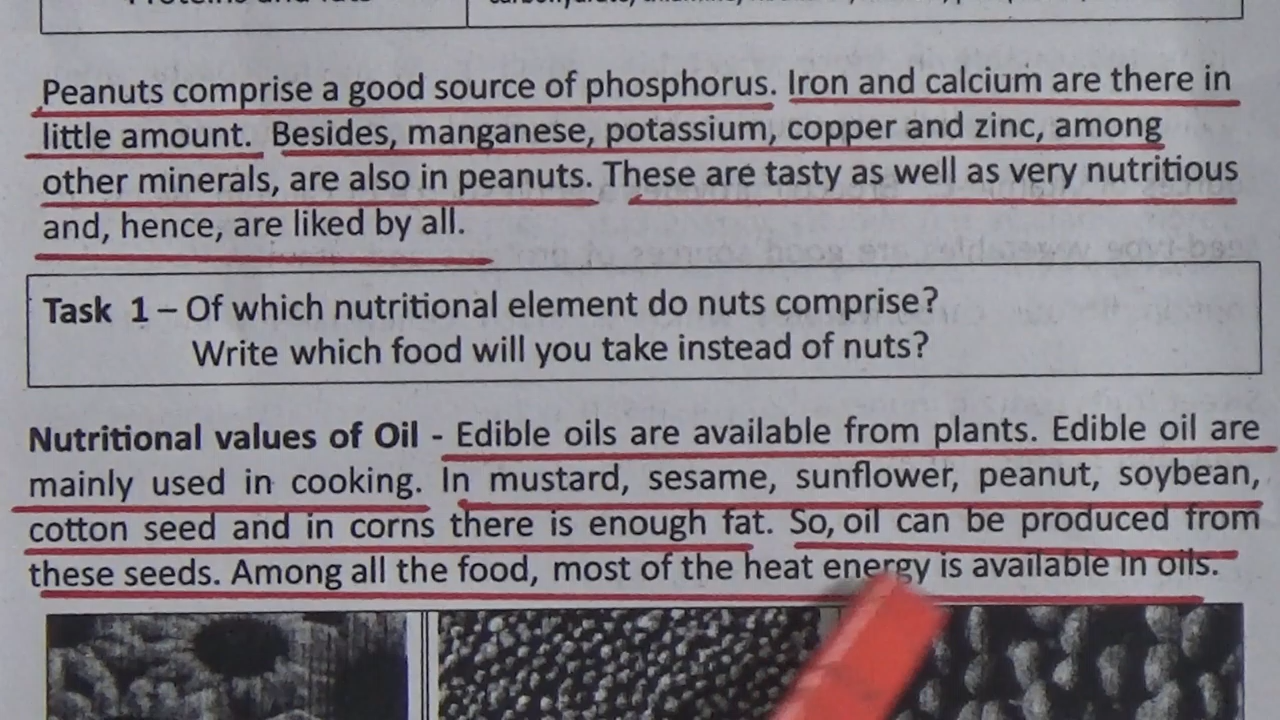 Peanuts comprise a good source of phosphorus. Iron and calcium are there in
little amount. Besides, manganese, potassium, copper and zinc, among
other minerals, are also in peanuts. These are tasty as well as very nutritious
and, hence, are liked by all.
Task 1 – Of which nutritional element do nuts comprise?
Write which food will you take instead of nuts?
Nutritional values of Oil - Edible oils are available from plants. Edible oil are
mainly used in cooking. In mustard, sesame, sunflower, peanut, soybean,
cotton seed and in corns there is enough fat. So, oil can be produced from
these seeds. Among all the food, most of the heat energy is available in oils.